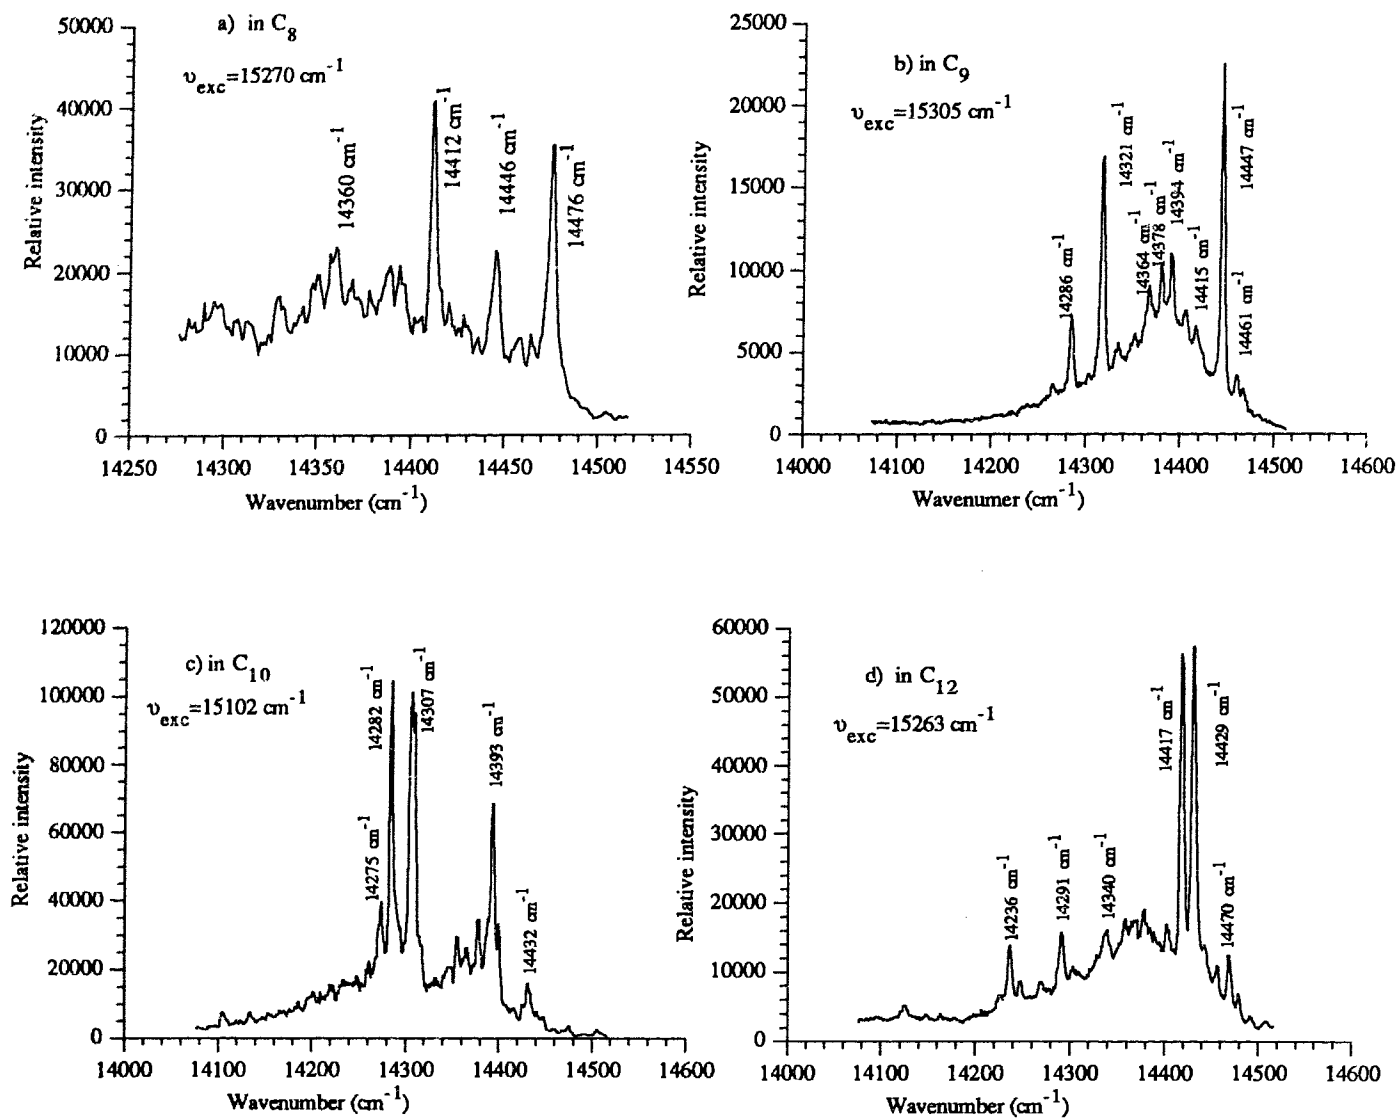 a) in C8
υexc=15270 cm-1
50000
40000
30000
20000
10000
0
Relative intensity
14360 cm-1
14412 cm-1
14446 cm-1
14476 cm-1
14250
14300
14350
14400
14450
14500
14550
Wavenumber (cm-1)
b) in C9
υexc=15305 cm-1
25000
20000
15000
10000
5000
0
Relative intensity
14286 cm-1
14321 cm-1
14364 cm-1
14378 cm-1
14394 cm-1
14415 cm-1
14447 cm-1
14461 cm-1
14000
14100
14200
14300
14400
14500
14600
Wavenumer (cm-1)
c) in C10
υexc=15102 cm-1
120000
100000
80000
60000
40000
20000
0
Relative intensity
14275 cm-1
14282 cm-1
14307 cm-1
14393 cm-1
14432 cm-1
14000
14100
14200
14300
14400
14500
14600
Wavenumber (cm-1)
d) in C12
υexc=15263 cm-1
60000
50000
40000
30000
20000
10000
0
Relative intensity
14236 cm-1
14291 cm-1
14340 cm-1
14417 cm-1
14429 cm-1
14470 cm-1
14000
14100
14200
14300
14400
14500
14600
Wavenumber (cm-1)